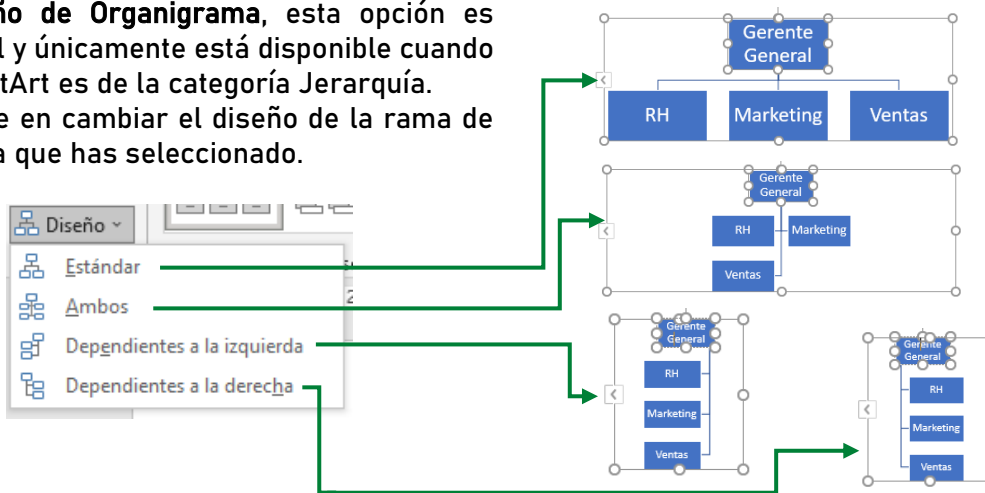 ño de Organigrama, esta opción es
l y únicamente está disponible cuando
tArt es de la categoría Jerarquía.
e en cambiar el diseño de la rama de
a que has seleccionado.
Diseño
Estándar
Ambos
Dependientes a la izquierda
Dependientes a la derecha
Gerente
General
RH
Marketing
Ventas
Gerente
General
RH
Marketing
Ventas
Gerente
General
RH
Marketing
Ventas
Gerente
General
RH
Marketing
Ventas